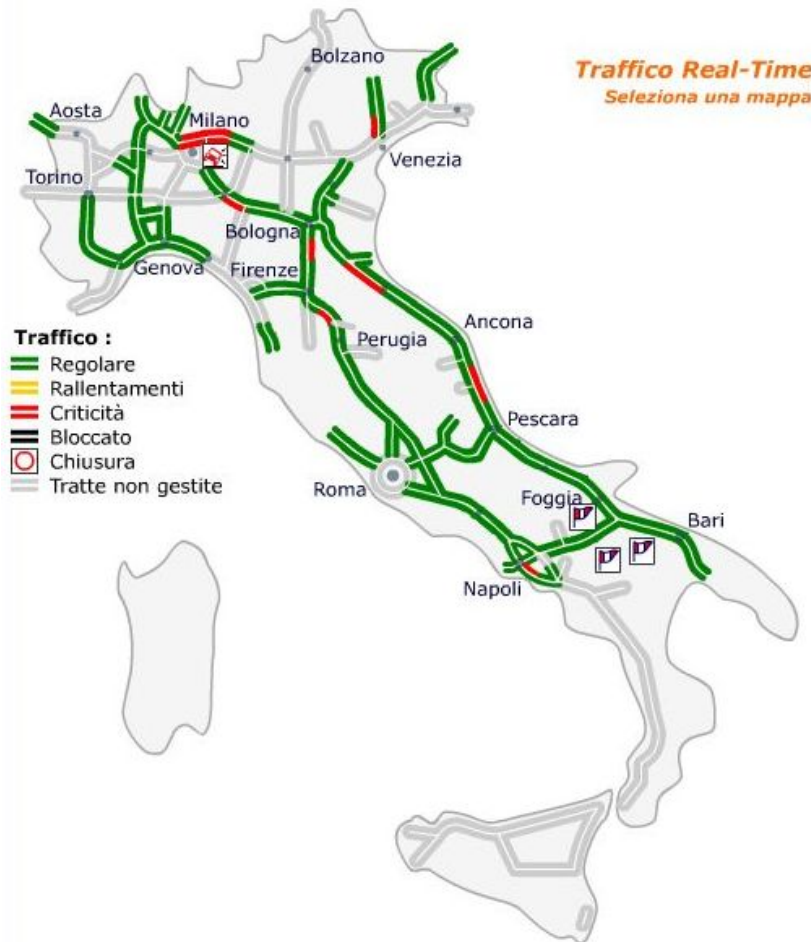 Traffico Real-Time
Seleziona una mappa
Bolzano
Aosta
Milano
Venezia
Torino
Bologna
Genova
Firenze
Ancona
Perugia
Traffico :
Regolare
Rallentamenti
Criticità
Bloccato
Chiusura
Tratte non gestite
Pescara
Roma
Foggia
Bari
Napoli